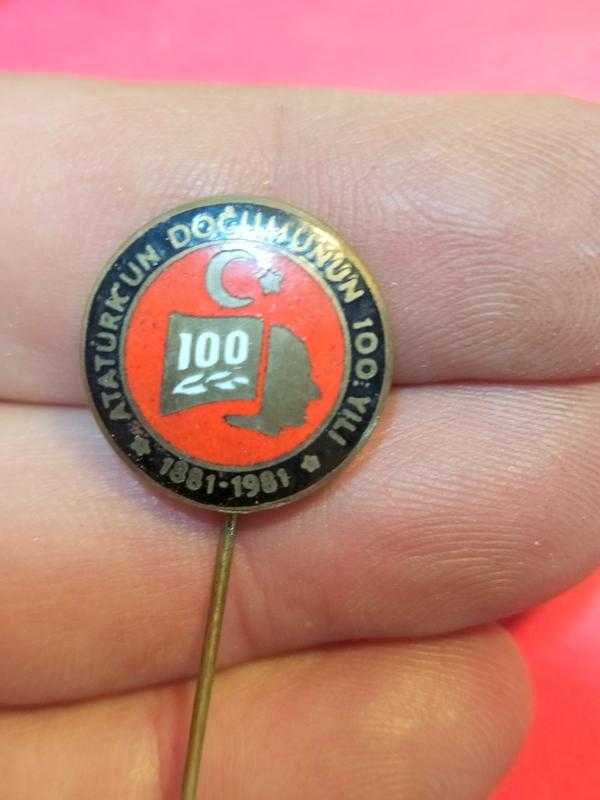 ATATÜRK'ÜN DOĞUMUNUN 100. YILI
100
1881-1981